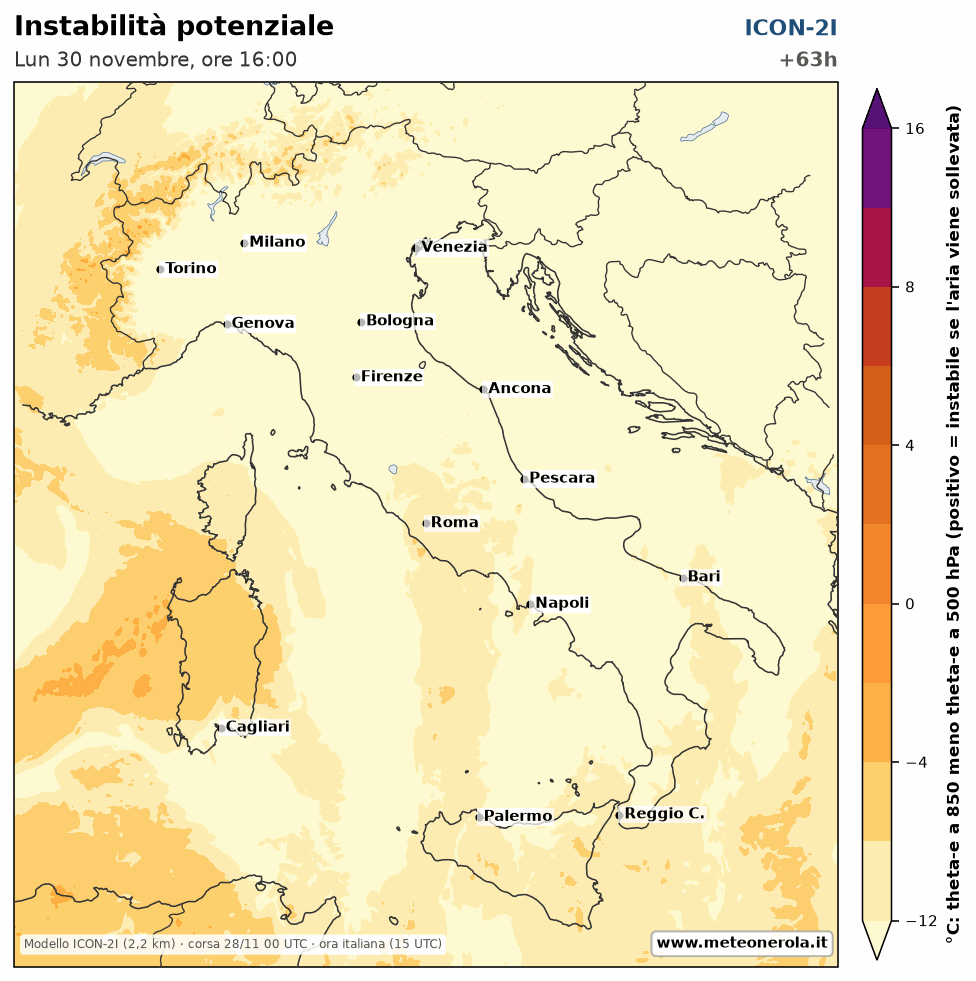 Instabilità potenziale
ICON-2I
Lun 30 novembre, ore 16:00
+63h
Milano
Venezia
Torino
Genova
Bologna
Firenze
Ancona
Pescara
Roma
Bari
Napoli
Cagliari
Palermo
Reggio C.
Modello ICON-2I (2,2 km) · corsa 28/11 00 UTC · ora italiana (15 UTC)
www.meteonerola.it
16
8
4
0
−4
−12
°C: theta-e a 850 meno theta-e a 500 hPa (positivo = instabile se l'aria viene sollevata)